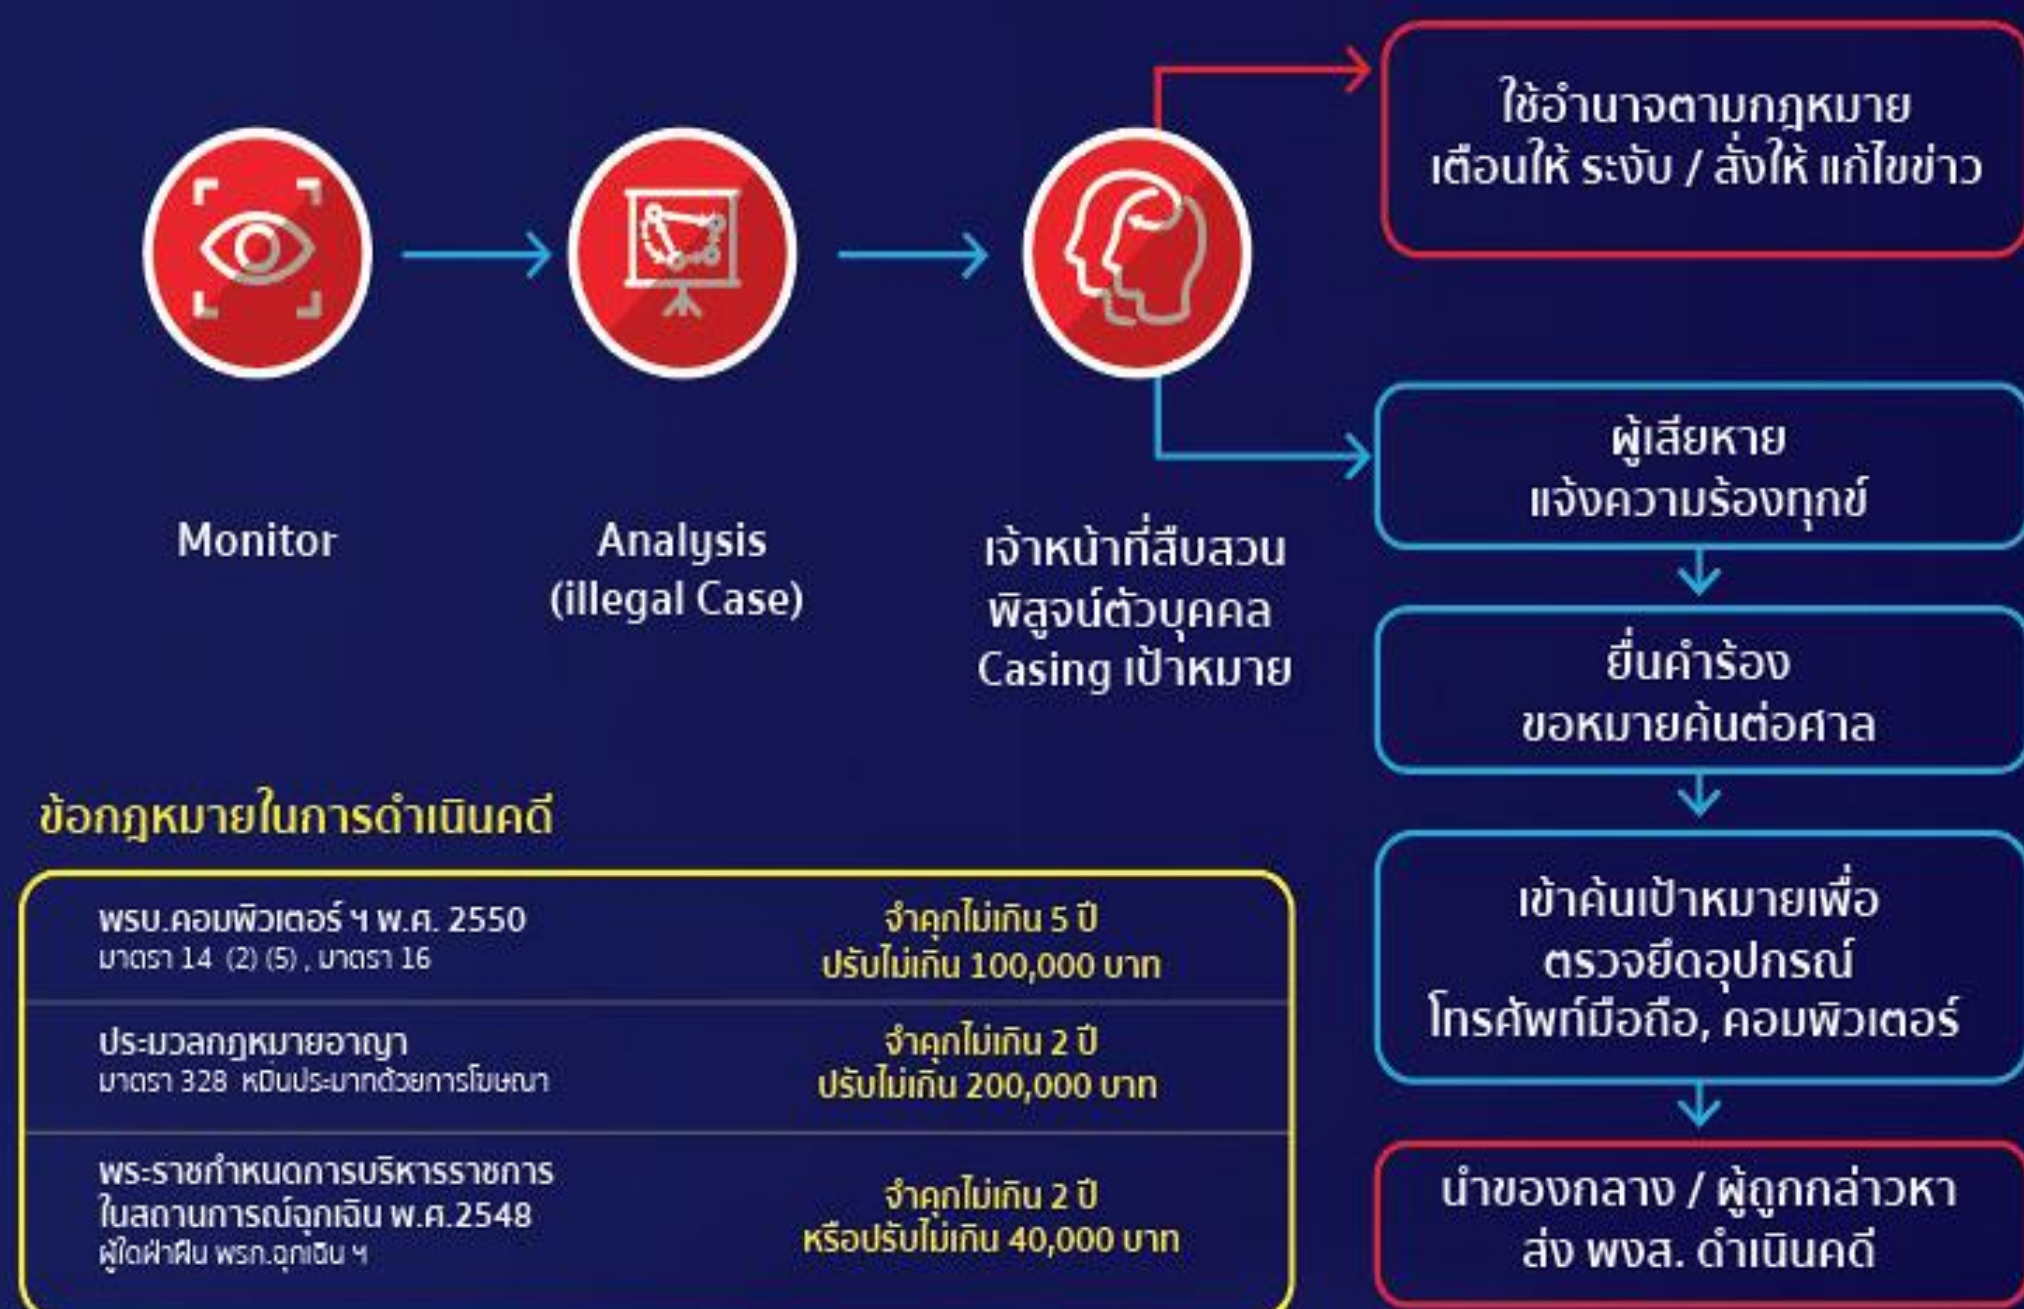 ใช้อำนาจตามกฎหมาย
เตือนให้ ระงับ / สั่งให้ แก้ไขข่าว
Monitor
Analysis
(illegal Case)
เจ้าหน้าที่สืบสวน
พิสูจน์ตัวบุคคล
Casing เป้าหมาย
ผู้เสียหาย
แจ้งความร้องทุกข์
ยื่นคำร้อง
ขอหมายค้นต่อศาล
เข้าค้นเป้าหมายเพื่อ
ตรวจยึดอุปกรณ์
โทรศัพท์มือถือ, คอมพิวเตอร์
นำของกลาง / ผู้ถูกกล่าวหา
ส่ง พงส. ดำเนินคดี
ข้อกฎหมายในการดำเนินคดี
พรบ.คอมพิวเตอร์ ฯ พ.ศ. 2550
มาตรา 14 (2) (5) , มาตรา 16
จำคุกไม่เกิน 5 ปี
ปรับไม่เกิน 100,000 บาท
ประมวลกฎหมายอาญา
มาตรา 328 หมิ่นประมาทด้วยการโฆษณา
จำคุกไม่เกิน 2 ปี
ปรับไม่เกิน 200,000 บาท
พระราชกำหนดการบริหารราชการ
ในสถานการณ์ฉุกเฉิน พ.ศ.2548
ผู้ใดฝ่าฝืน พรก.ฉุกเฉิน ฯ
จำคุกไม่เกิน 2 ปี
หรือปรับไม่เกิน 40,000 บาท